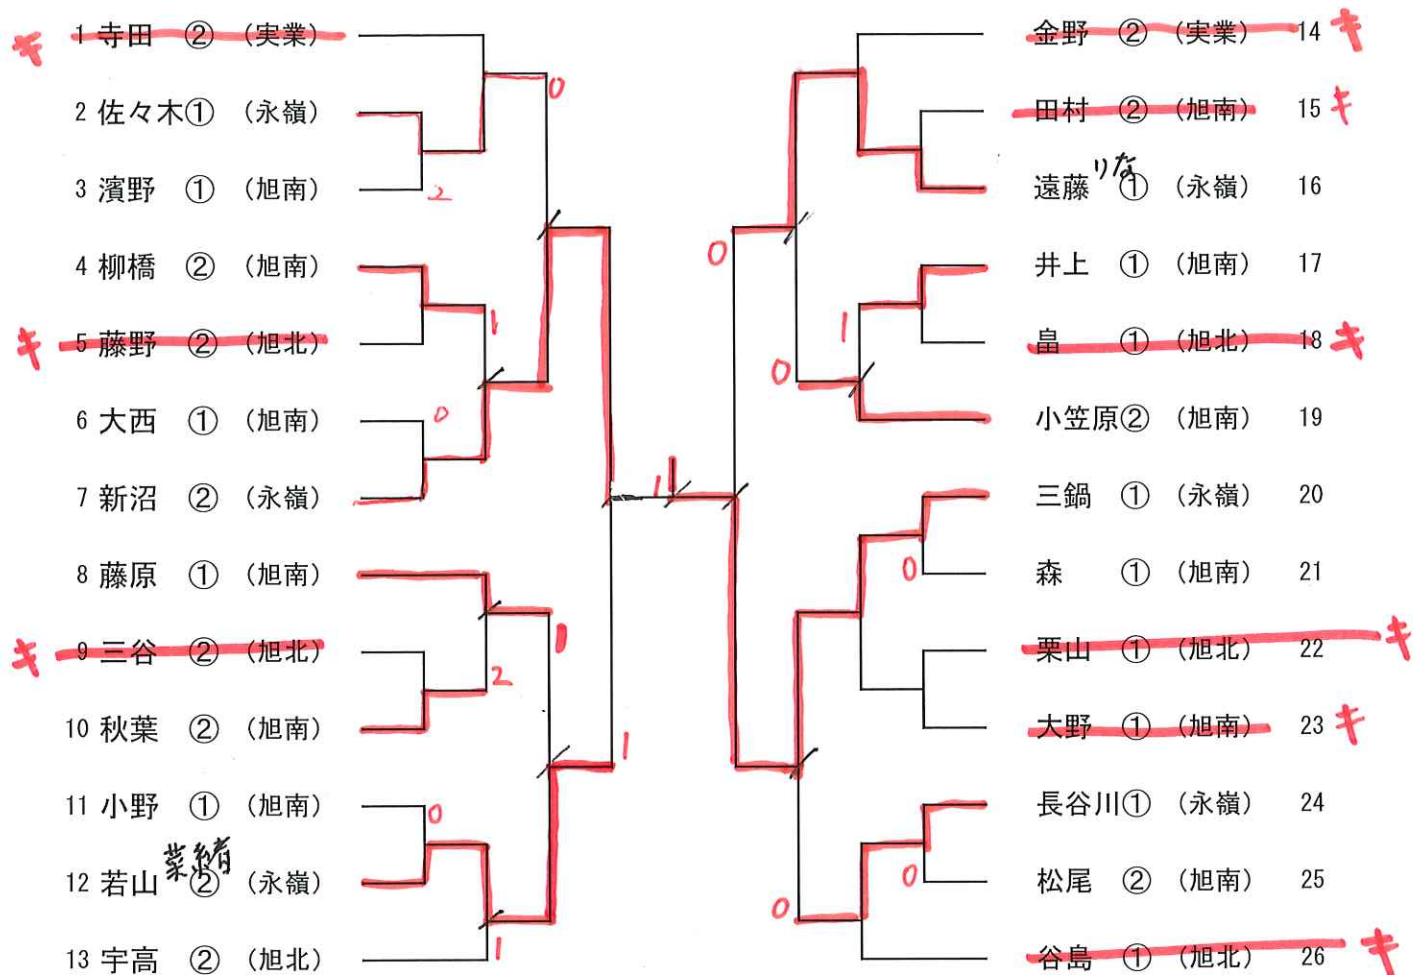 キ 1 寺田 ② (実業)
2 佐々木① (永嶺)
3 濱野 ① (旭南)
4 柳橋 ② (旭南)
キ 5 藤野 ② (旭北)
6 大西 ① (旭南)
7 新沼 ② (永嶺)
8 藤原 ① (旭南)
キ 9 三谷 ② (旭北)
10 秋葉 ② (旭南)
11 小野 ① (旭南)
菜緒
12 若山 ② (永嶺)
13 宇高 ② (旭北)
0
2
1
0
0
2
1
0
1
1
金野 ② (実業) 14 キ
田村 ② (旭南) 15 キ
りな
遠藤 ① (永嶺) 16
井上 ① (旭南) 17
畠 ① (旭北) 18 キ
小笠原② (旭南) 19
三鍋 ① (永嶺) 20
森 ① (旭南) 21
栗山 ① (旭北) 22 キ
大野 ① (旭南) 23 キ
長谷川① (永嶺) 24
松尾 ② (旭南) 25
谷島 ① (旭北) 26 キ
0
1
0
0
0
0